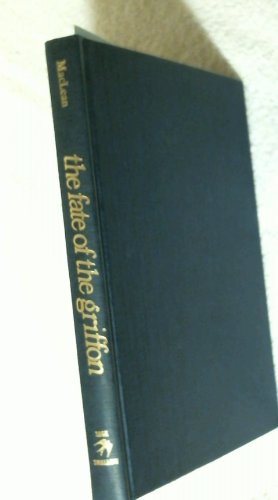 MacLean
the fate of the griffon